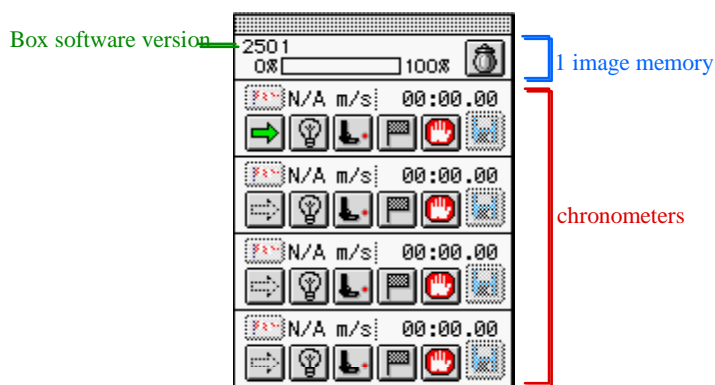 Box software version
2501
0% 100%
1 image memory
N/A m/s 00:00.00
N/A m/s 00:00.00
chronometers
N/A m/s 00:00.00
N/A m/s 00:00.00